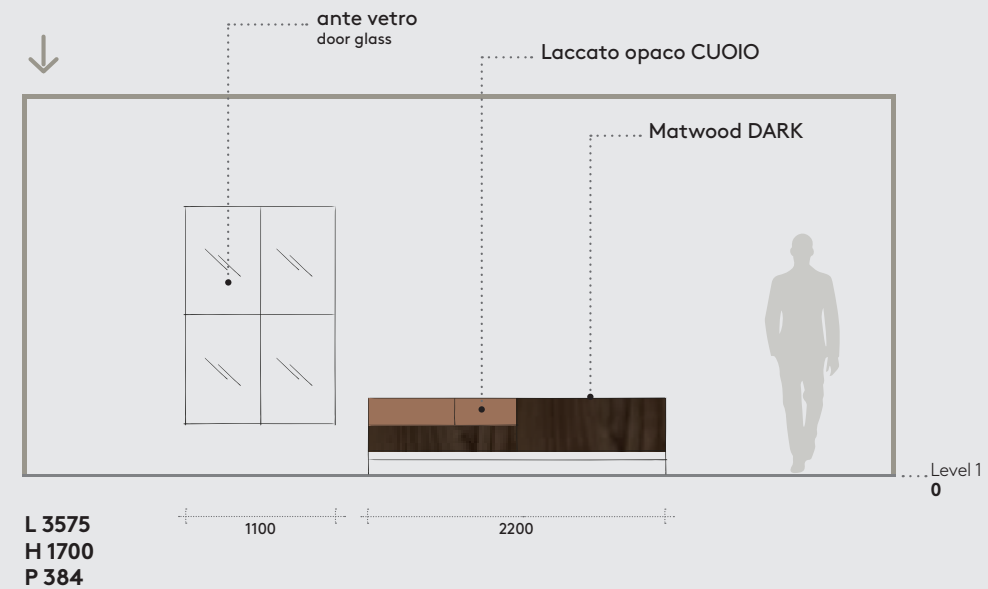 ante vetro
door glass
Laccato opaco CUOIO
Matwood DARK
Level 1
0
1100
2200
L 3575
H 1700
P 384